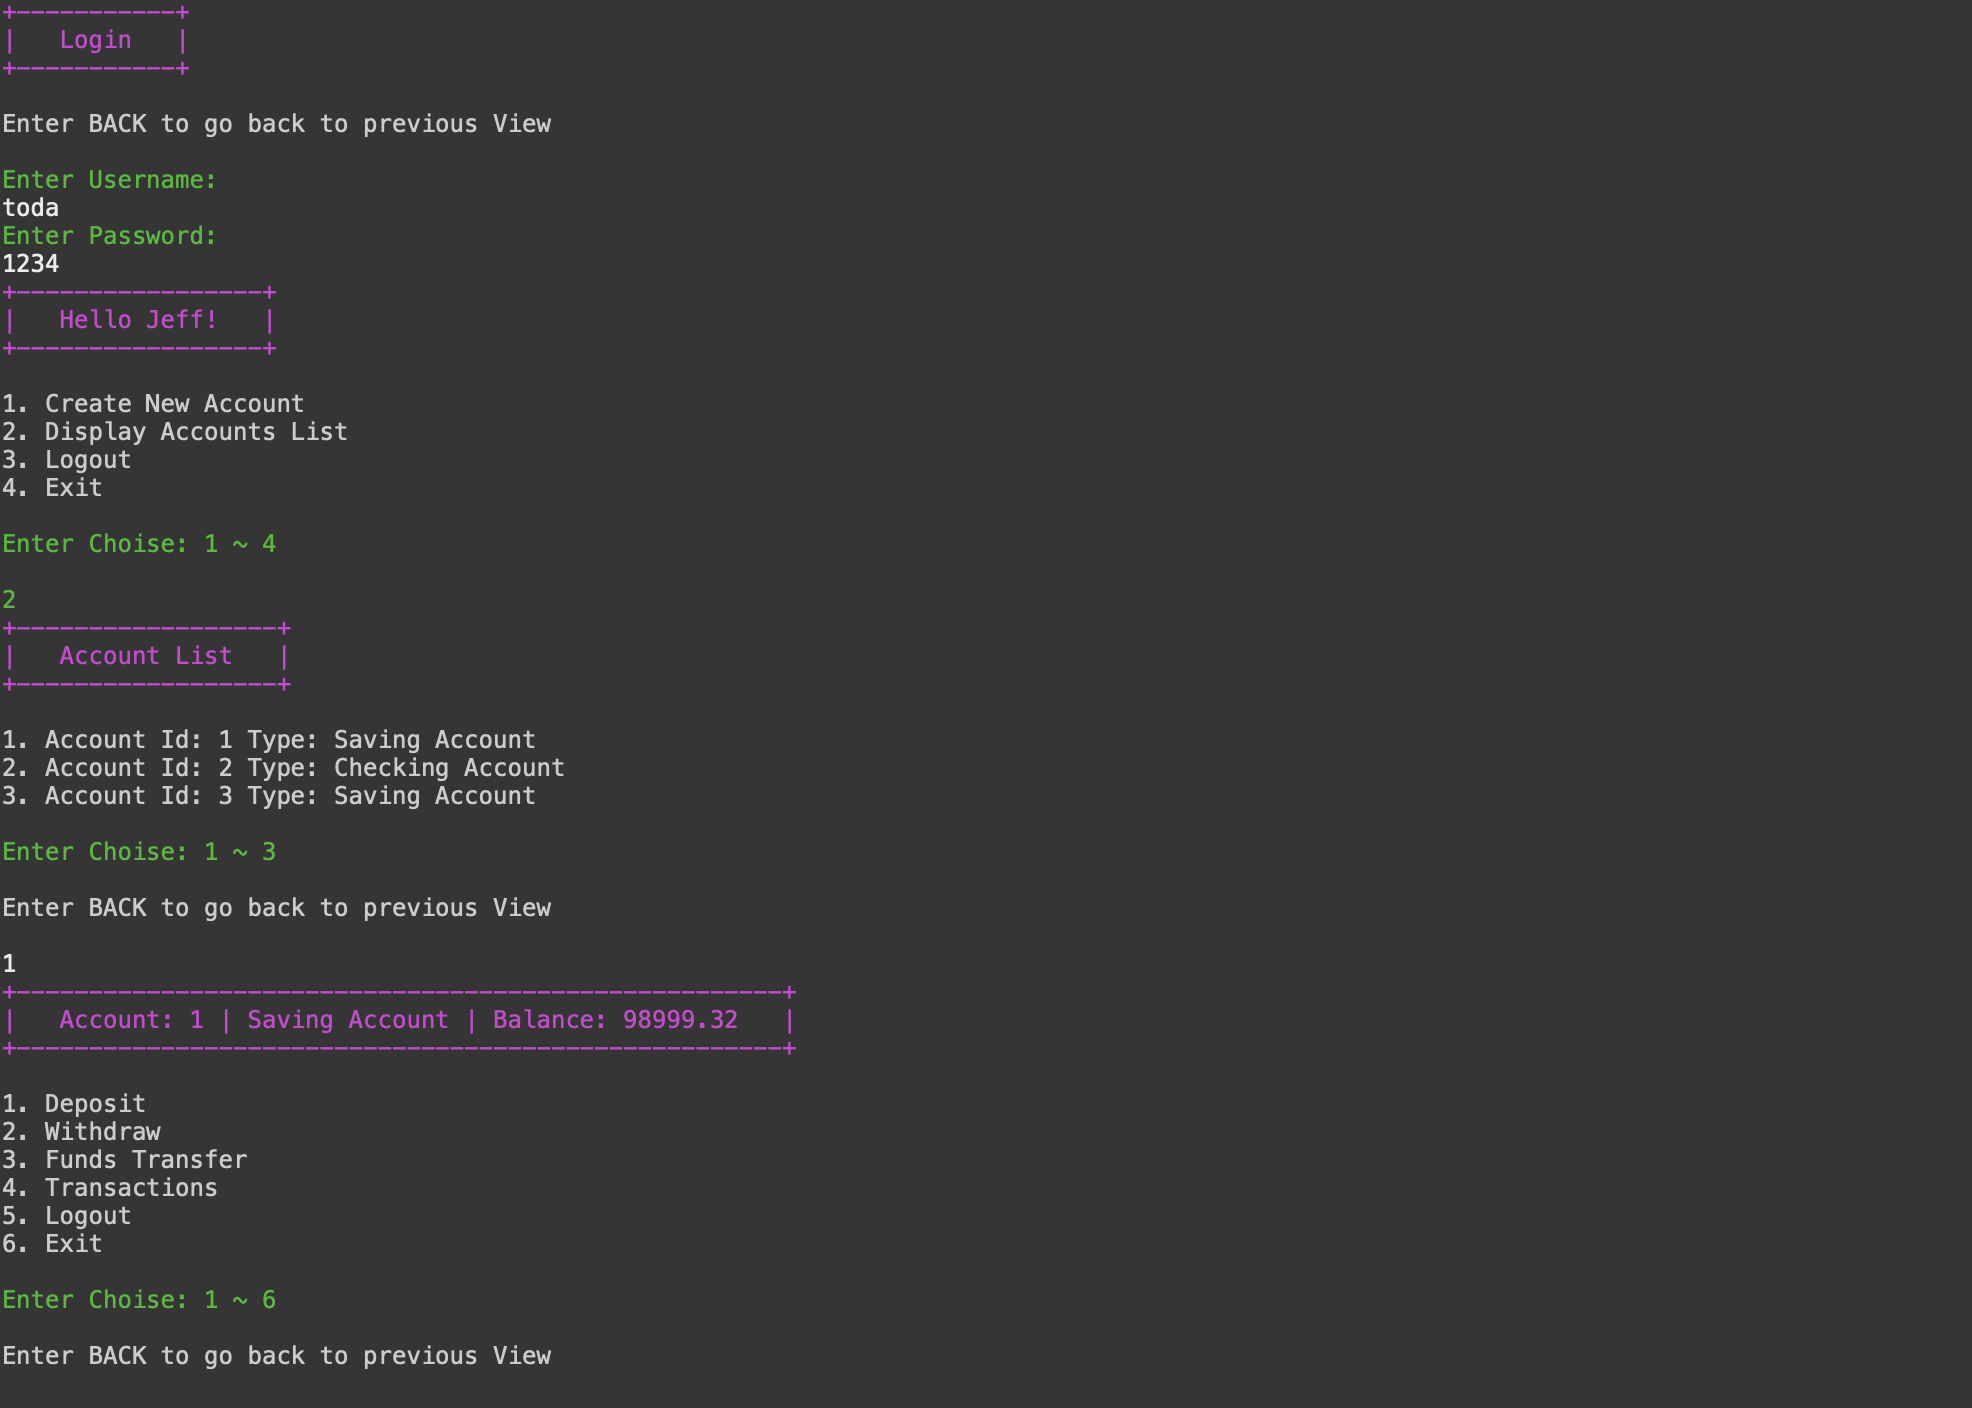 +-----------+
|   Login   |
+-----------+
Enter BACK to go back to previous View
Enter Username:
toda
Enter Password:
1234
+-----------------+
|   Hello Jeff!   |
+-----------------+
1. Create New Account
2. Display Accounts List
3. Logout
4. Exit
Enter Choise: 1 ~ 4
2
+------------------+
|   Account List   |
+------------------+
1. Account Id: 1 Type: Saving Account
2. Account Id: 2 Type: Checking Account
3. Account Id: 3 Type: Saving Account
Enter Choise: 1 ~ 3
Enter BACK to go back to previous View
1
+-----------------------------------------------------+
|   Account: 1 | Saving Account | Balance: 98999.32   |
+-----------------------------------------------------+
1. Deposit
2. Withdraw
3. Funds Transfer
4. Transactions
5. Logout
6. Exit
Enter Choise: 1 ~ 6
Enter BACK to go back to previous View